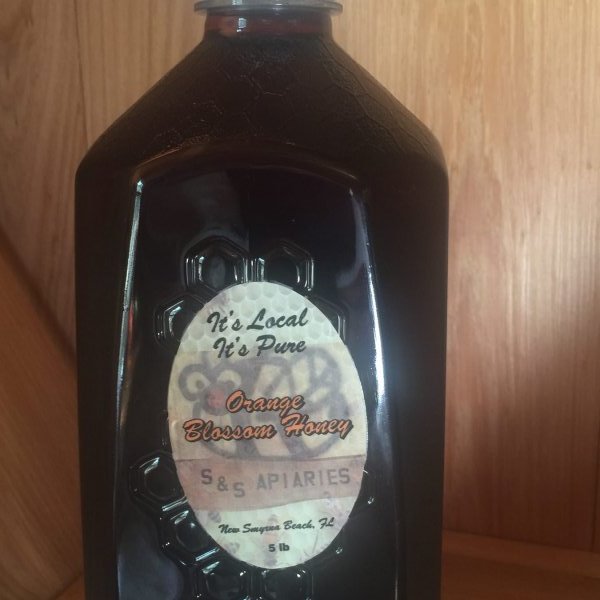 It's Local
It's Pure
Orange
Blossom Honey
S & S APIARIES
New Smyrna Beach, FL
5 lb